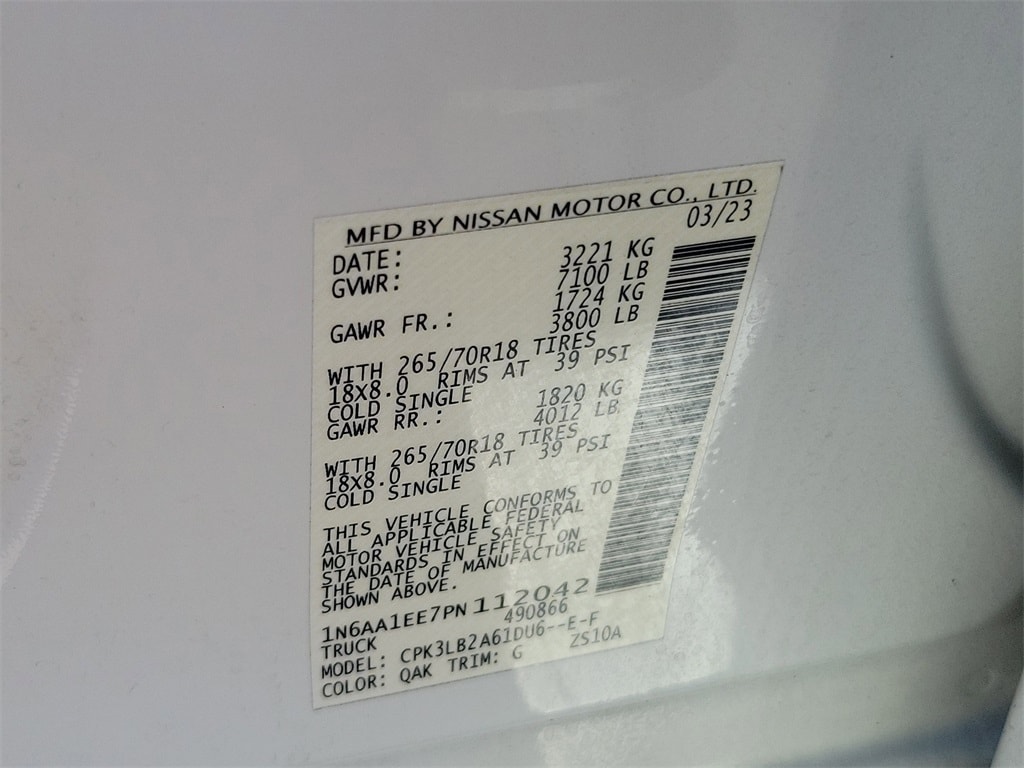 MFD BY NISSAN MOTOR CO., LTD.
DATE: 03/23
GVWR: 3221 KG
7100 LB
GAWR FR.: 1724 KG
3800 LB
WITH 265/70R18 TIRES
18X8.0 RIMS AT 39 PSI
COLD SINGLE
GAWR RR.: 1820 KG
4012 LB
WITH 265/70R18 TIRES
18X8.0 RIMS AT 39 PSI
COLD SINGLE
THIS VEHICLE CONFORMS TO
ALL APPLICABLE FEDERAL
MOTOR VEHICLE SAFETY
STANDARDS IN EFFECT ON
THE DATE OF MANUFACTURE
SHOWN ABOVE.
1N6AA1EE7PN112042
TRUCK 490866
MODEL: CPK3LB2A61DU6--E-F
COLOR: QAK TRIM: G ZS10A